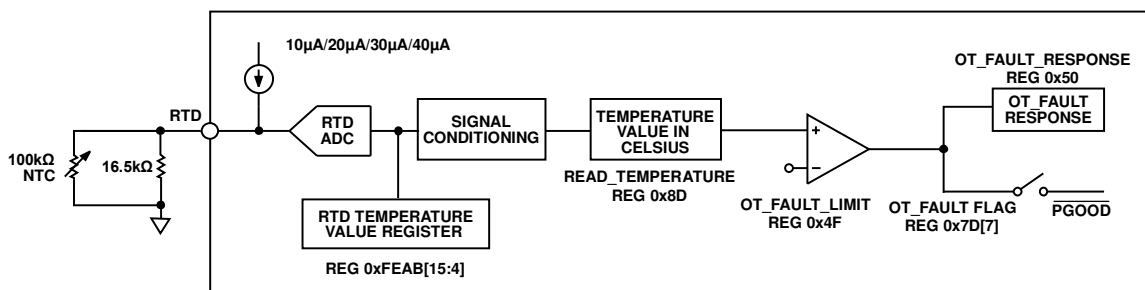 10µA/20µA/30µA/40µA
OT_FAULT_RESPONSE
REG 0x50
RTD
RTD
ADC
SIGNAL
CONDITIONING
TEMPERATURE
VALUE IN
CELSIUS
+
–
OT_FAULT
RESPONSE
100kΩ
NTC
16.5kΩ
READ_TEMPERATURE
REG 0x8D
RTD TEMPERATURE
VALUE REGISTER
REG 0xFEAB[15:4]
OT_FAULT_LIMIT
REG 0x4F
OT_FAULT FLAG
REG 0x7D[7]
PGOOD